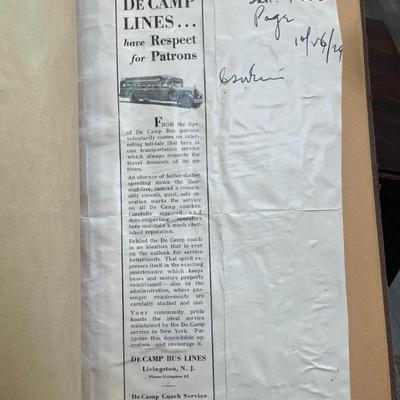 DE CAMP
LINES...
have Respect
for Patrons
FROM the lips
of De Camp Bus patrons
voluntarily comes an inter-
esting tell-tale that here is
one transportation service
which always respects the
travel demands of its pa-
trons.
An absence of halter-skelter
speeding down the thor-
oughfare, instead a remark-
ably smooth, quiet, safe op-
eration marks the service
on all De Camp coaches.
Carefully seasoned and
duty-respecting operators
here maintain a much cher-
ished reputation.
Behind the De Camp coach
is an idealism that is ever
on the outlook for service
betterments. That spirit ex-
presses itself in the exacting
maintenance which keeps
buses and motors properly
conditioned—also in the
administration, where pas-
senger requirements are
carefully studied and met.
Your community pride
boosts the ideal service
maintained by the De Camp
service to New York. Pat-
ronize this dependable op-
eration and encourage it.
DE CAMP BUS LINES
Livingston, N. J.
De Camp Coach Service
Page
10/26/29